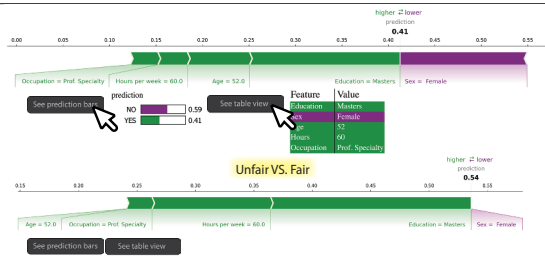 higher ⇄ lower
prediction
0.41
0.00 0.05 0.10 0.15 0.20 0.25 0.30 0.35 0.40 0.45 0.50 0.55
Occupation = Prof. Specialty Hours per week = 60.0 Age = 52.0 Education = Masters Sex = Female
See prediction bars
prediction
NO 0.59
YES 0.41
See table view
Feature Value
Education Masters
Sex Female
Age 52
Hours 60
Occupation Prof. Specialty
Unfair VS. Fair
higher ⇄ lower
prediction
0.54
0.15 0.20 0.25 0.30 0.35 0.40 0.45 0.50 0.55
Age = 52.0 Occupation = Prof. Specialty Hours per week = 60.0 Education = Masters Sex = Female
See prediction bars See table view